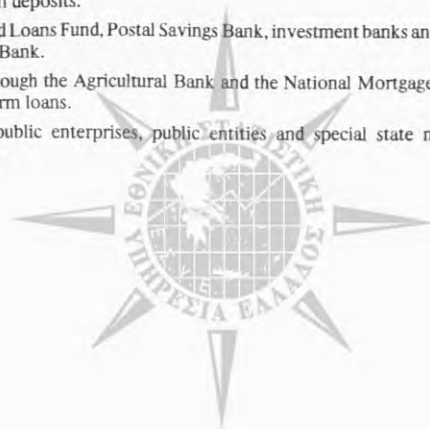 n deposits.
d Loans Fund, Postal Savings Bank, investment banks an
Bank.
ough the Agricultural Bank and the National Mortgage
rm loans.
public enterprises, public entities and special state n
ΕΘΝΙΚΗ ΣΤΑΤΙΣΤΙΚΗ
ΥΠΗΡΕΣΙΑ ΕΛΛΑΔΟΣ
Ε.Σ.Υ.Ε.